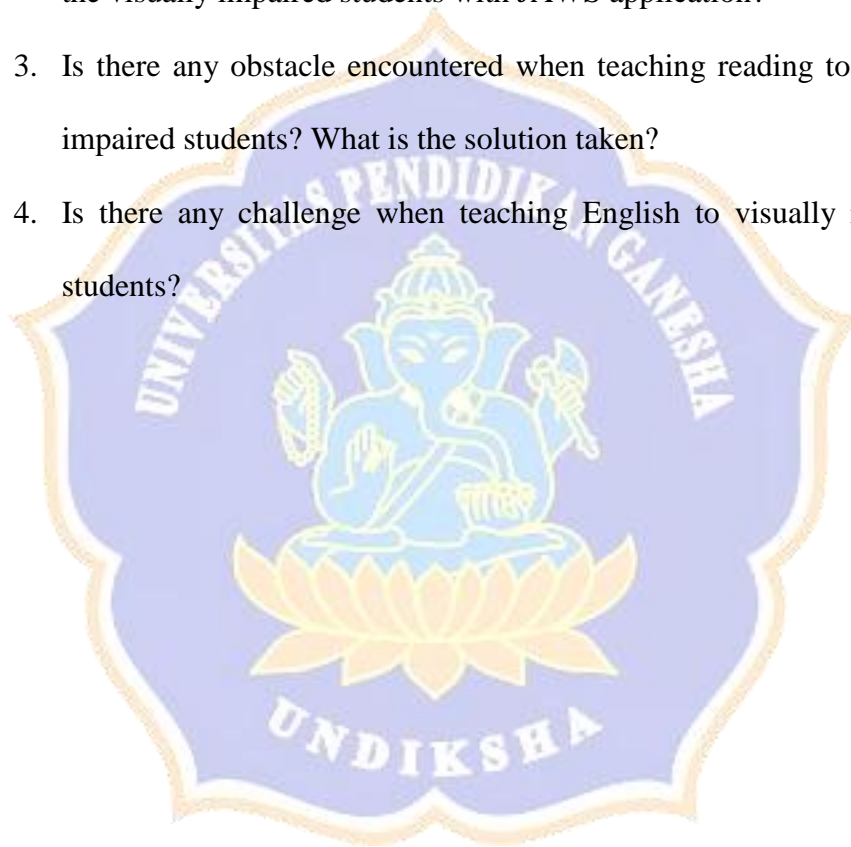 the visually impaired students with JAWS application?
3. Is there any obstacle encountered when teaching reading to
impaired students? What is the solution taken?
4. Is there any challenge when teaching English to visually
students?
UNIVERSITAS PENDIDIKAN GANESHA
UNDIKSHA